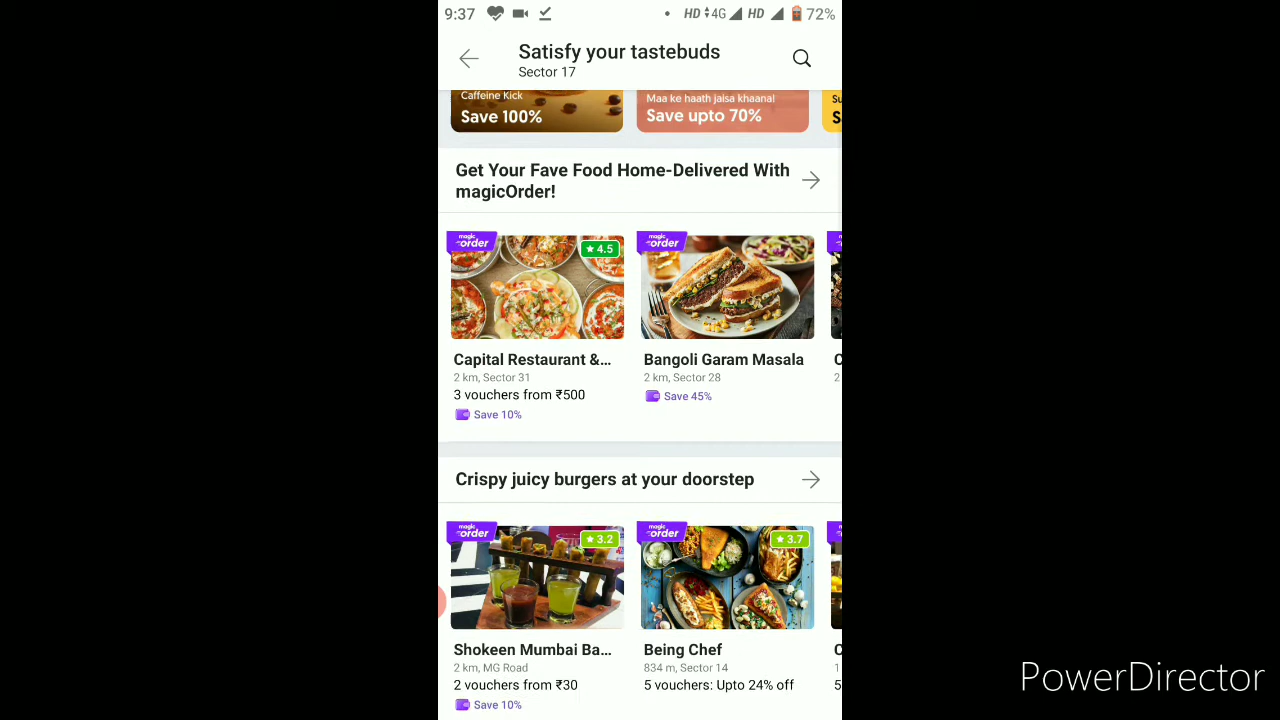 9:37
HD 4G HD 72%
Satisfy your tastebuds
Sector 17
Caffeine Kick
Save 100%
Maa ke haath jaisa khaana!
Save upto 70%
Su
S
Get Your Fave Food Home-Delivered With
magicOrder!
magic order
4.5
magic order
Capital Restaurant &...
2 km, Sector 31
3 vouchers from ₹500
Save 10%
Bangoli Garam Masala
2 km, Sector 28
Save 45%
C
2
Crispy juicy burgers at your doorstep
magic order
3.2
magic order
3.7
Shokeen Mumbai Ba...
2 km, MG Road
2 vouchers from ₹30
Save 10%
Being Chef
834 m, Sector 14
5 vouchers: Upto 24% off
C
1
5
PowerDirector